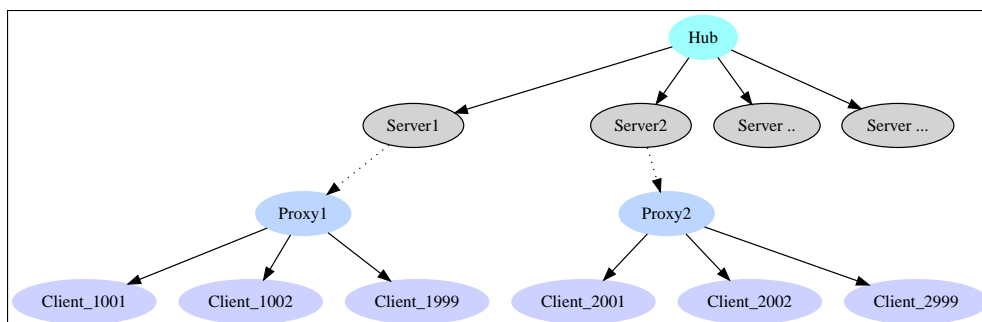 Hub
Server1
Server2
Server ..
Server ...
Proxy1
Proxy2
Client_1001
Client_1002
Client_1999
Client_2001
Client_2002
Client_2999